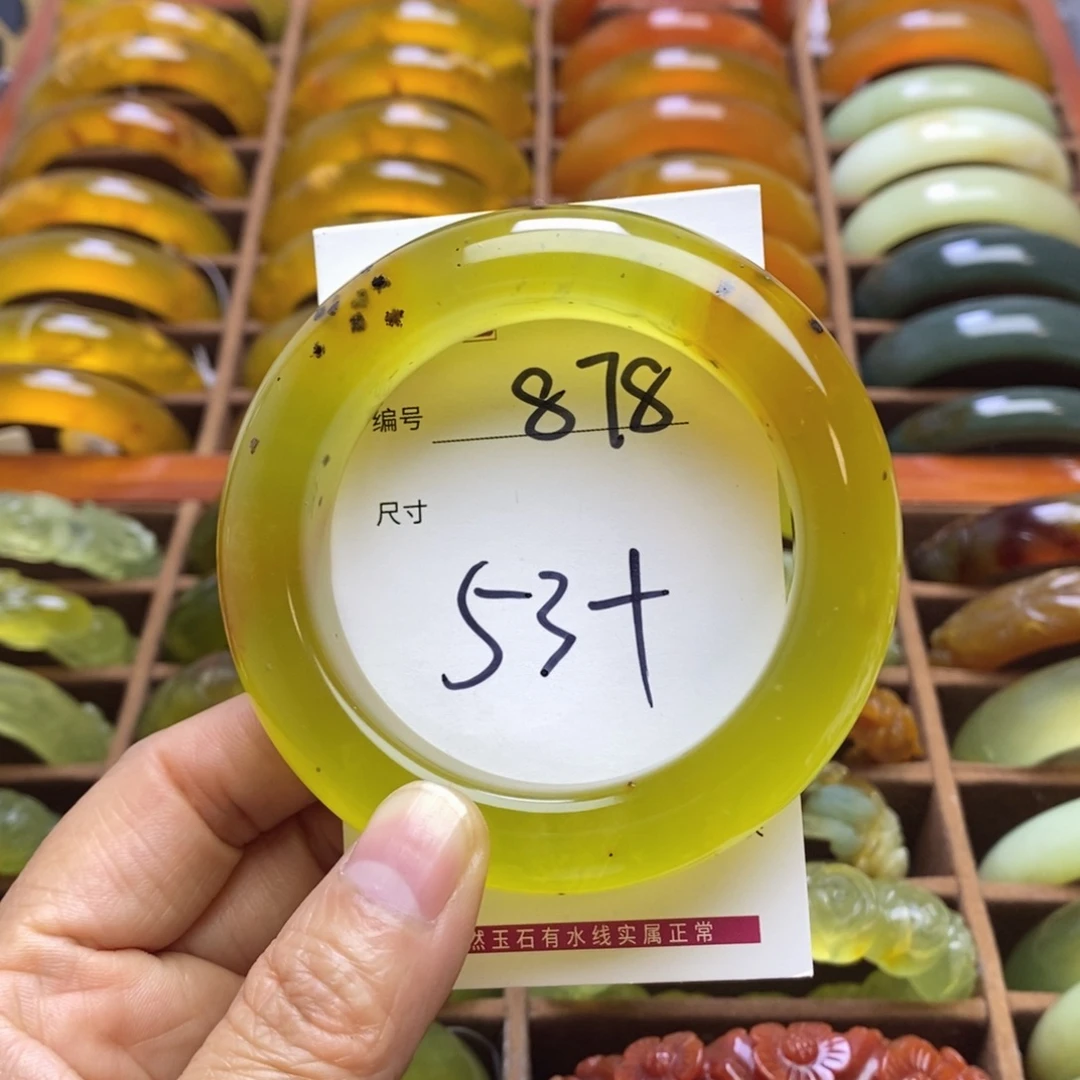 编号 878
尺寸
53+
然玉石有水线实属正常